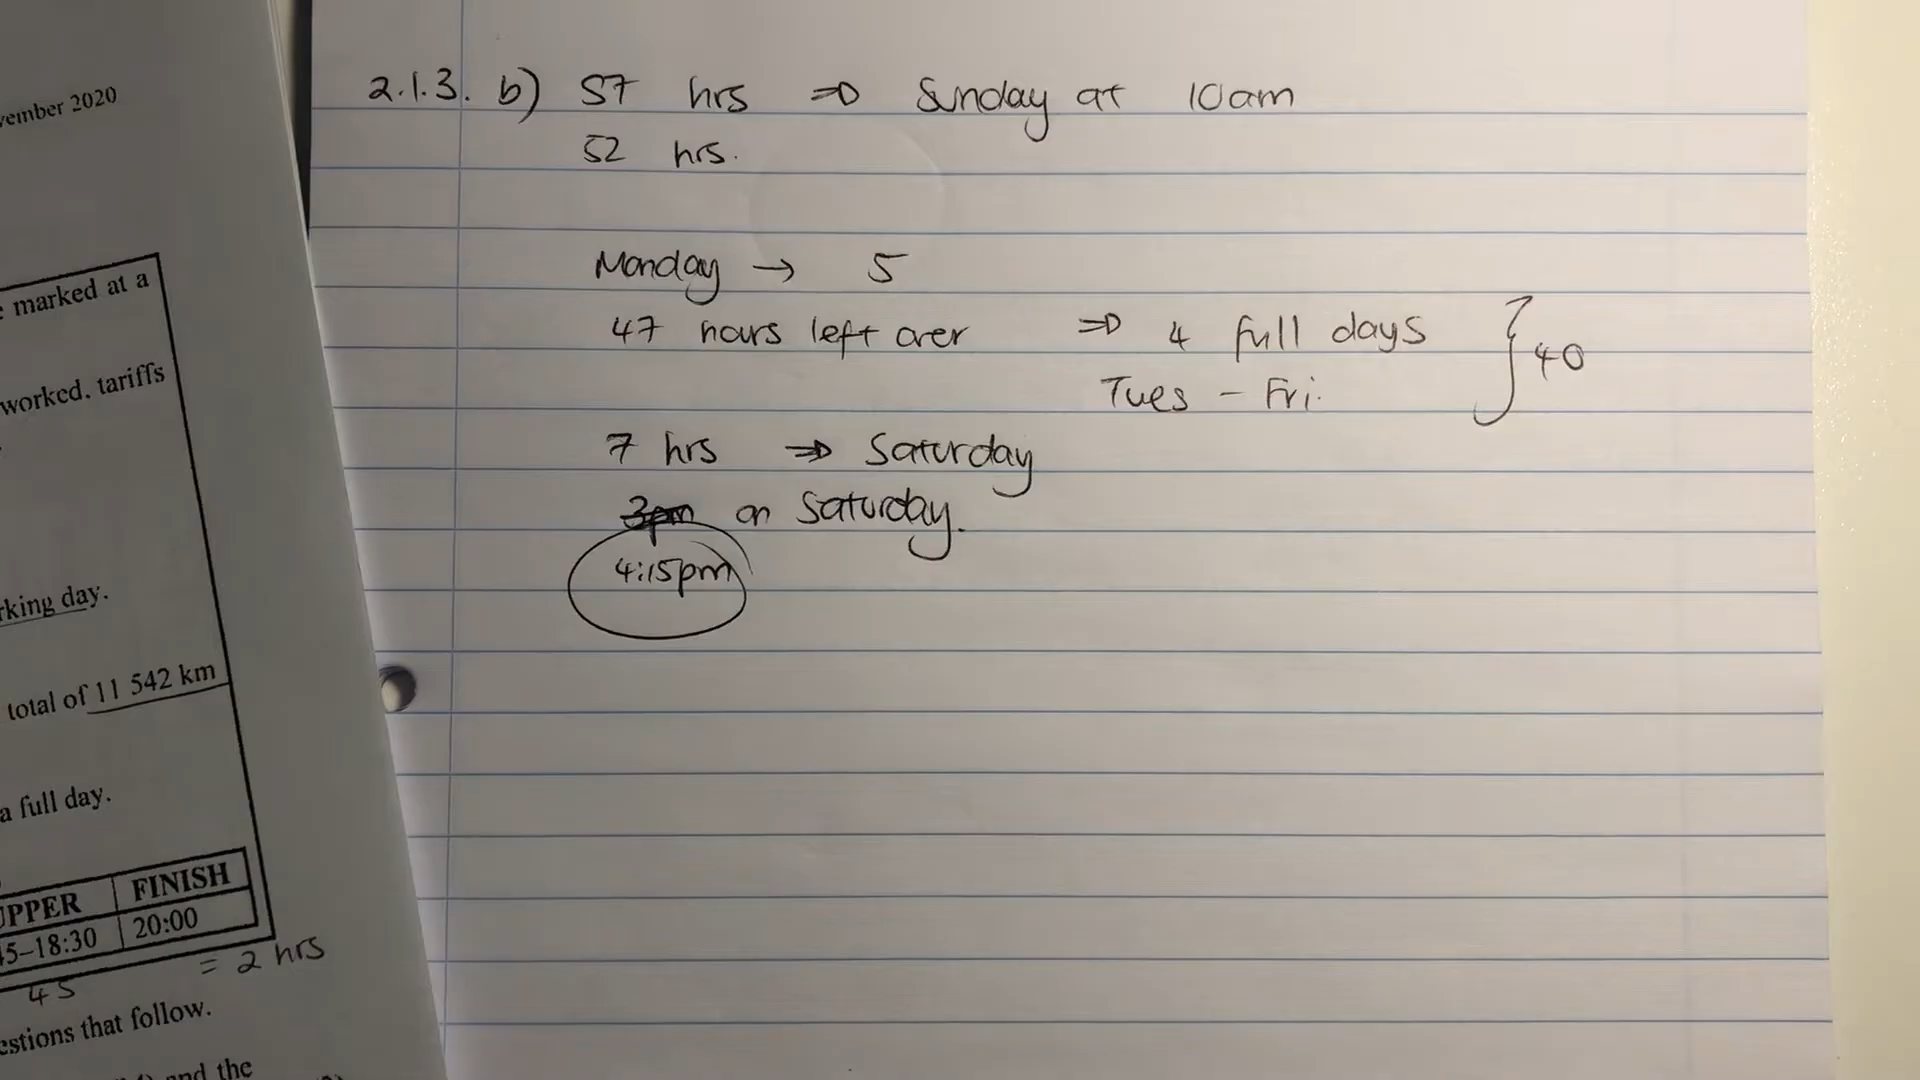 vember 2020
marked at a
worked. tariffs
rking day.
total of 11 542 km
a full day.
UPPER FINISH
45–18:30 20:00
= 2 hrs
45
estions that follow.
and the
2.1.3. b) 57 hrs ⇒ Sunday at 10am
52 hrs.
Monday → 5
47 hours left over ⇒ 4 full days } 40
Tues – Fri.
7 hrs ⇒ Saturday
3pm on Saturday.
4:15pm